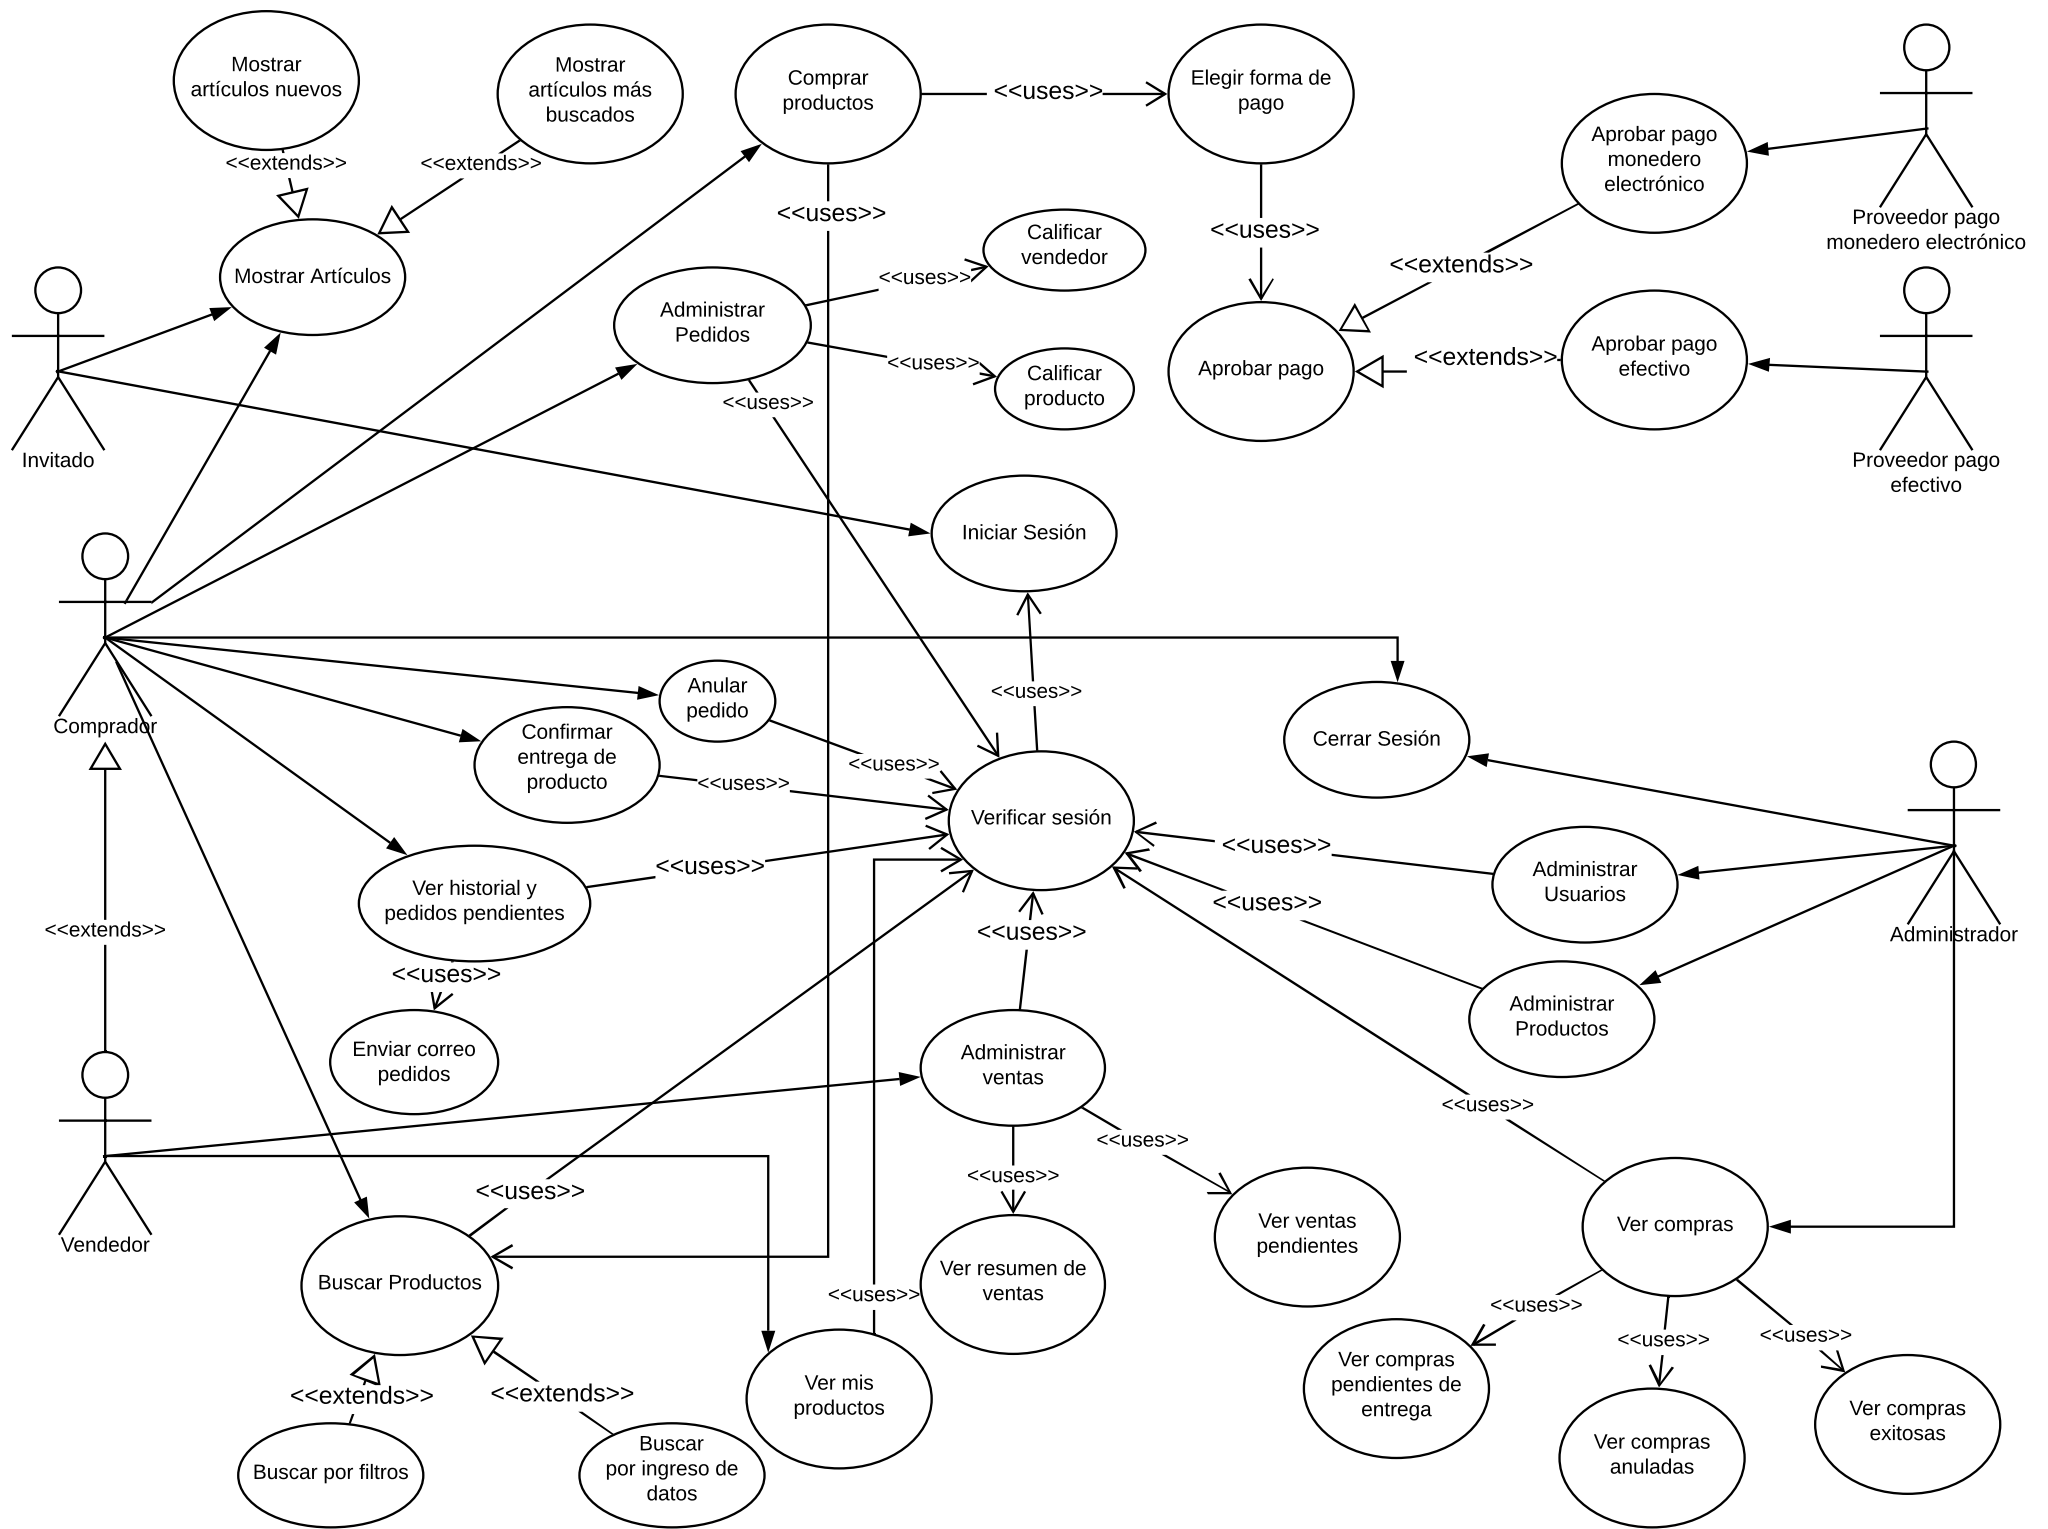 Mostrar
artículos nuevos
Mostrar
artículos más
buscados
Comprar
productos
<<uses>>
Elegir forma de
pago
Aprobar pago
monedero
electrónico
Proveedor pago
monedero electrónico
<<extends>>
<<extends>>
<<uses>>
<<uses>>
Calificar
vendedor
<<uses>>
<<extends>>
Mostrar Artículos
Administrar
Pedidos
<<uses>>
Calificar
producto
<<uses>>
Aprobar pago
<<extends>>
Aprobar pago
efectivo
Proveedor pago
efectivo
Invitado
Iniciar Sesión
<<uses>>
Comprador
Anular
pedido
<<uses>>
Confirmar
entrega de
producto
<<uses>>
Cerrar Sesión
Verificar sesión
<<uses>>
Ver historial y
pedidos pendientes
<<uses>>
Administrar
Usuarios
<<uses>>
Administrador
<<extends>>
<<uses>>
<<uses>>
Enviar correo
pedidos
Administrar
ventas
Administrar
Productos
<<uses>>
<<uses>>
<<uses>>
<<uses>>
Vendedor
Buscar Productos
<<uses>>
Ver resumen de
ventas
Ver ventas
pendientes
Ver compras
<<uses>>
<<uses>>
<<uses>>
<<extends>>
<<extends>>
Ver mis
productos
Ver compras
pendientes de
entrega
Ver compras
anuladas
Ver compras
exitosas
Buscar por filtros
Buscar
por ingreso de
datos